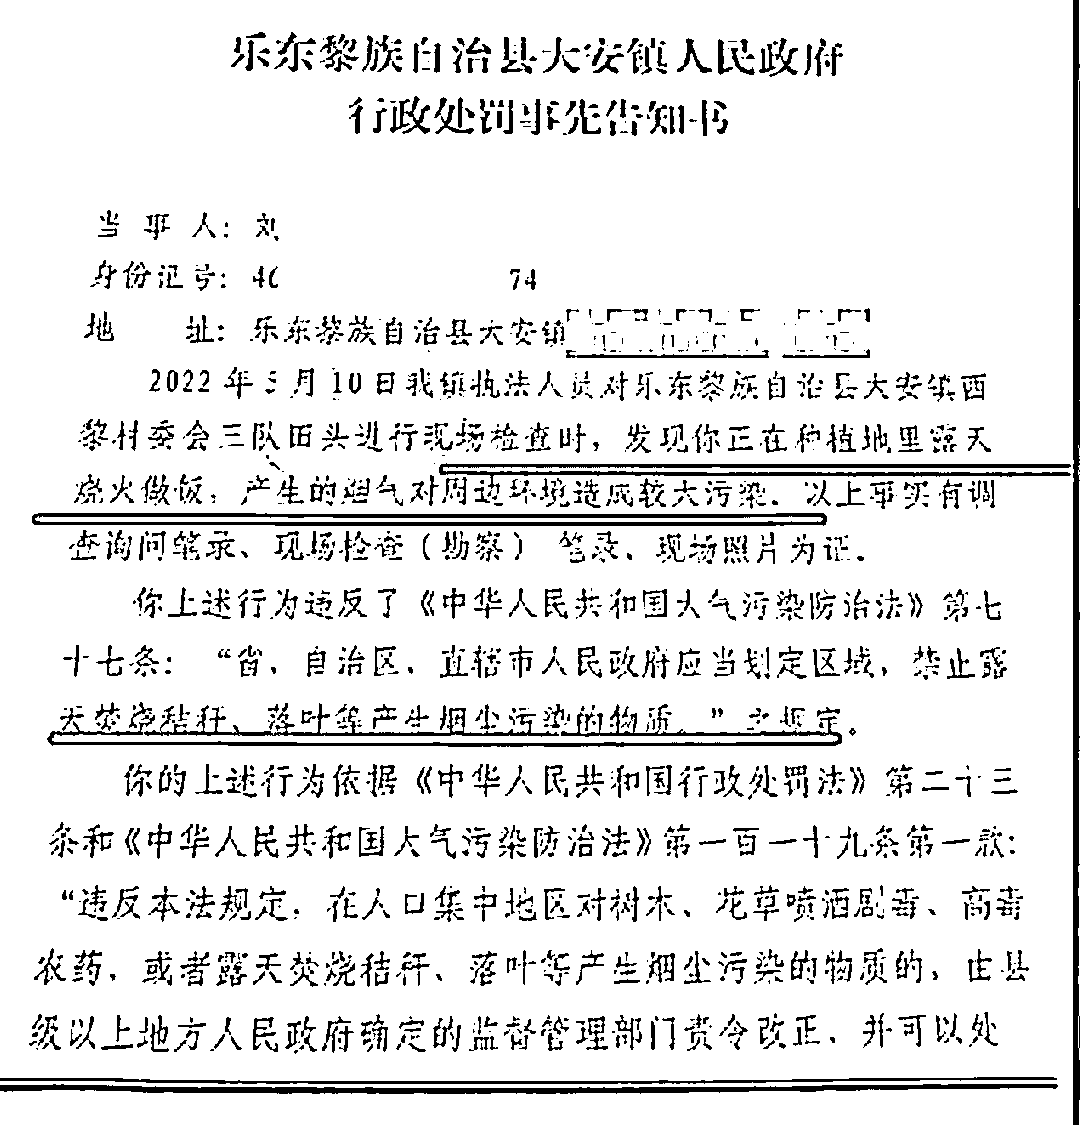 乐东黎族自治县大安镇人民政府
行政处罚事先告知书
当事人：刘
身份证号：46 74
地 址：乐东黎族自治县大安镇
2022年 月10日我镇执法人员对乐东黎族自治县大安镇西
黎村委会三队田头进行现场检查时，发现你正在种植地里露天
烧火做饭，产生的烟气对周边环境造成较大污染。以上事实有调
查询问笔录、现场检查（勘察）笔录、现场照片为证。
你上述行为违反了《中华人民共和国大气污染防治法》第七
十七条：“省、自治区、直辖市人民政府应当划定区域，禁止露
天焚烧秸秆、落叶等产生烟尘污染的物质。”之规定。
你的上述行为依据《中华人民共和国行政处罚法》第二十三
条和《中华人民共和国大气污染防治法》第一百一十九条第一款：
“违反本法规定，在人口集中地区对树木、花草喷洒剧毒、高毒
农药，或者露天焚烧秸秆、落叶等产生烟尘污染的物质的，由县
级以上地方人民政府确定的监督管理部门责令改正，并可以处